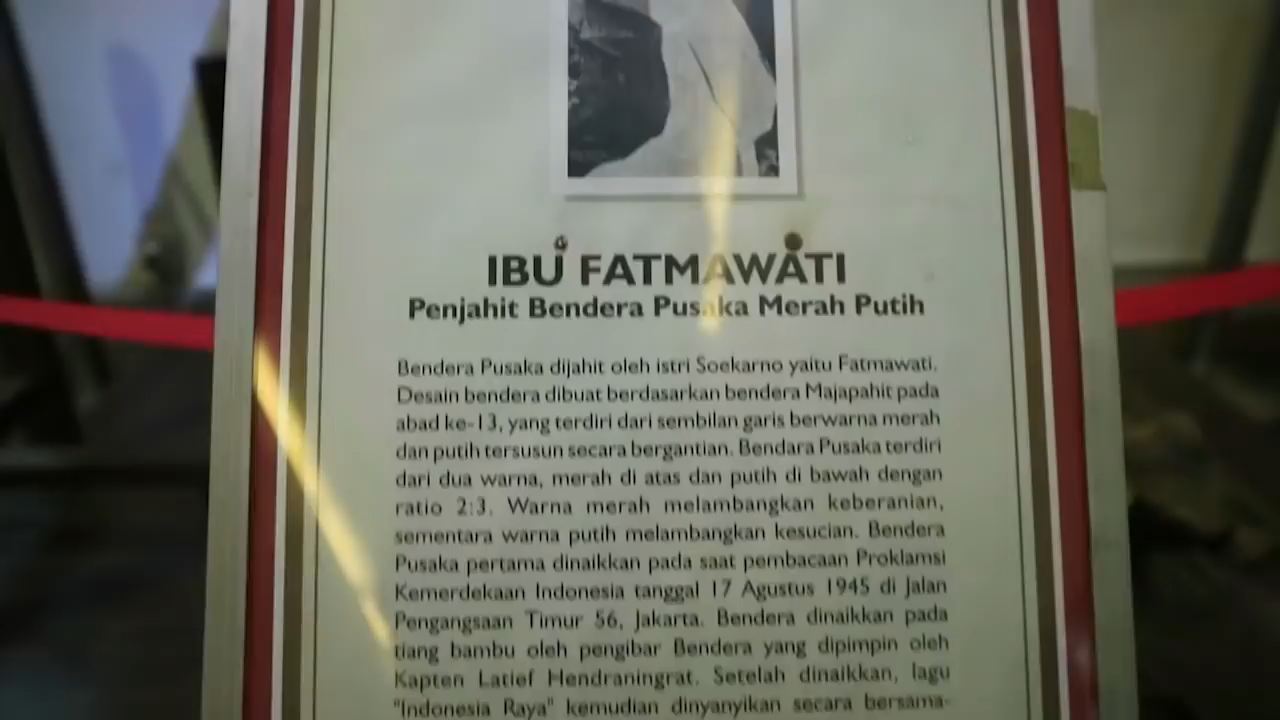 IBU FATMAWATI
Penjahit Bendera Pusaka Merah Putih
Bendera Pusaka dijahit oleh istri Soekarno yaitu Fatmawati.
Desain bendera dibuat berdasarkan bendera Majapahit pada
abad ke-13, yang terdiri dari sembilan garis berwarna merah
dan putih tersusun secara bergantian. Bendara Pusaka terdiri
dari dua warna, merah di atas dan putih di bawah dengan
ratio 2:3. Warna merah melambangkan keberanian,
sementara warna putih melambangkan kesucian. Bendera
Pusaka pertama dinaikkan pada saat pembacaan Proklamsi
Kemerdekaan Indonesia tanggal 17 Agustus 1945 di Jalan
Pengangsaan Timur 56, Jakarta. Bendera dinaikkan pada
tiang bambu oleh pengibar Bendera yang dipimpin oleh
Kapten Latief Hendraningrat. Setelah dinaikkan, lagu
"Indonesia Raya" kemudian dinyanyikan secara bersama-